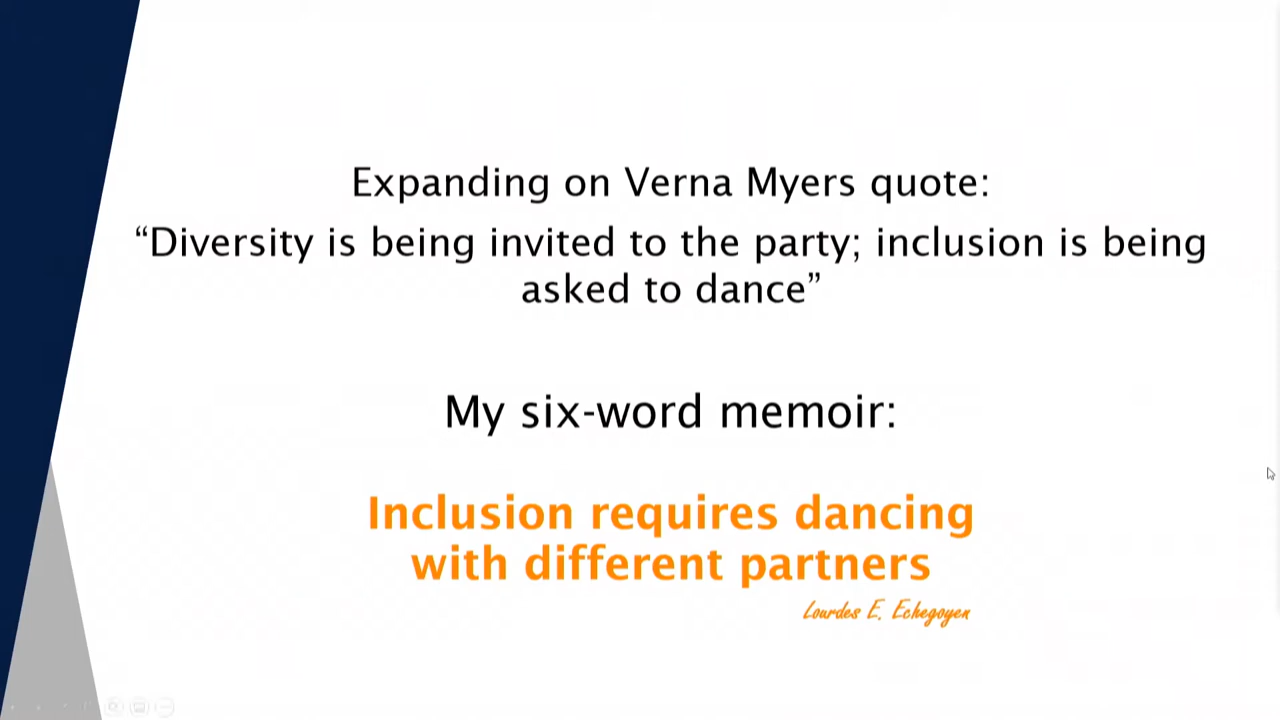 Expanding on Verna Myers quote:
“Diversity is being invited to the party; inclusion is being
asked to dance”
My six-word memoir:
Inclusion requires dancing
with different partners
Lourdes E. Echegoyen